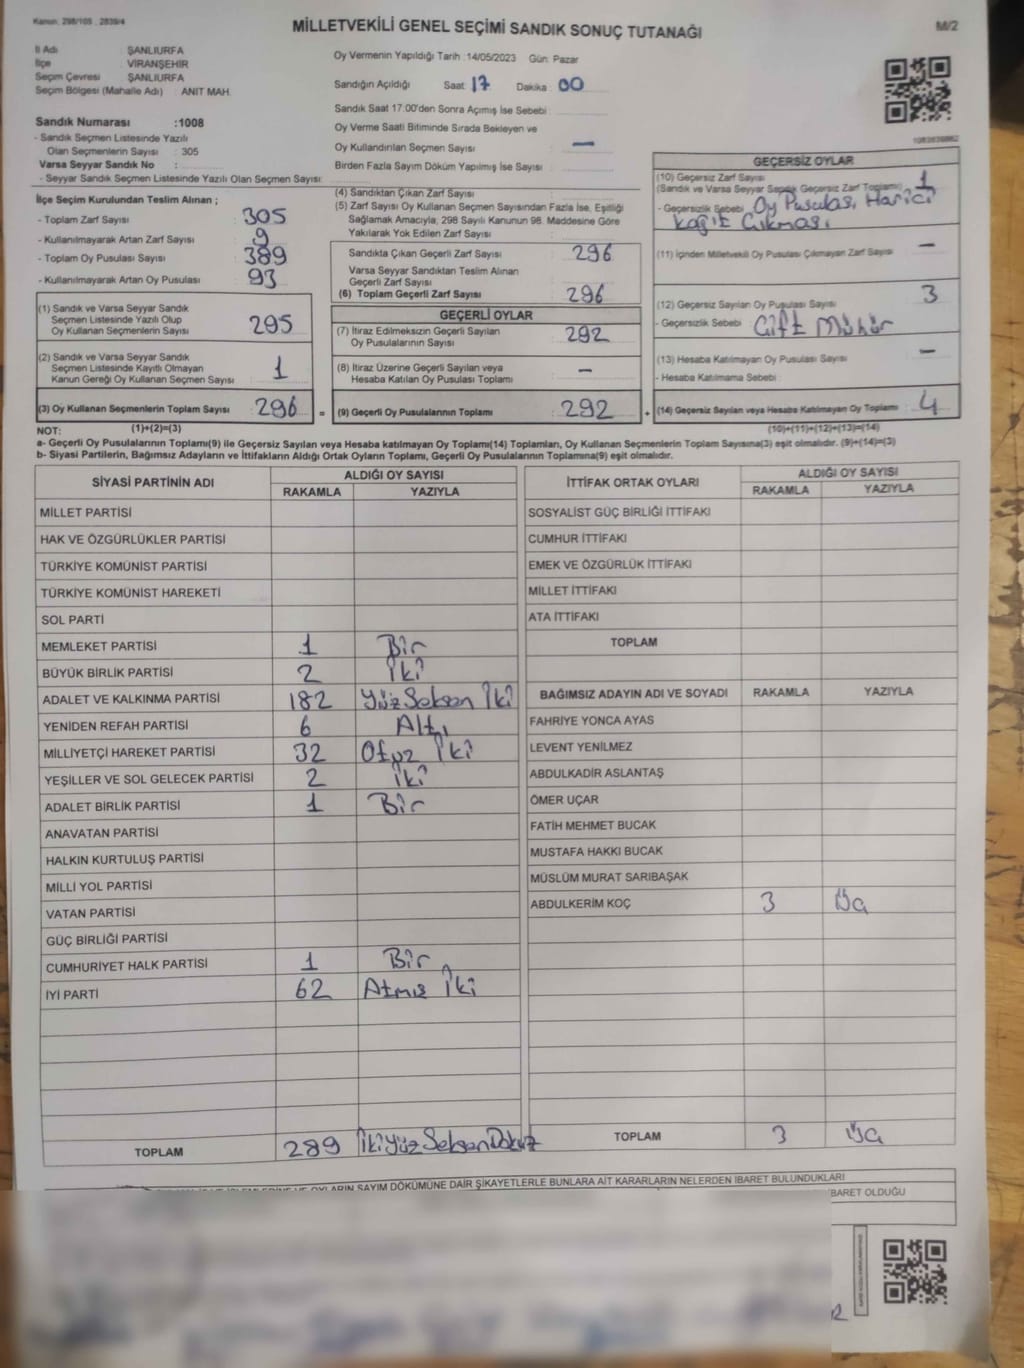 Kanun: 298/105 , 2839/4
MİLLETVEKİLİ GENEL SEÇİMİ SANDIK SONUÇ TUTANAĞI
M/2
İl Adı : ŞANLIURFA
İlçe : VİRANŞEHİR
Seçim Çevresi : ŞANLIURFA
Seçim Bölgesi (Mahalle Adı) : ANIT MAH.
Sandık Numarası :1008
- Sandık Seçmen Listesinde Yazılı
Olan Seçmenlerin Sayısı : 305
Varsa Seyyar Sandık No :
- Seyyar Sandık Seçmen Listesinde Yazılı Olan Seçmen Sayısı:
Oy Vermenin Yapıldığı Tarih :14/05/2023 Gün: Pazar
Sandığın Açıldığı Saat 17 Dakika : 00
Sandık Saat 17.00'den Sonra Açılmış İse Sebebi :
Oy Verme Saati Bitiminde Sırada Bekleyen ve
Oy Kullandırılan Seçmen Sayısı : —
Birden Fazla Sayım Döküm Yapılmış İse Sayısı :
İlçe Seçim Kurulundan Teslim Alınan ;
- Toplam Zarf Sayısı : 305
- Kullanılmayarak Artan Zarf Sayısı : 9
- Toplam Oy Pusulası Sayısı : 389
- Kullanılmayarak Artan Oy Pusulası : 93
(1) Sandık ve Varsa Seyyar Sandık
Seçmen Listesinde Yazılı Olup
Oy Kullanan Seçmenlerin Sayısı : 295
(2) Sandık ve Varsa Seyyar Sandık
Seçmen Listesinde Kayıtlı Olmayan
Kanun Gereği Oy Kullanan Seçmen Sayısı : 1
(3) Oy Kullanan Seçmenlerin Toplam Sayısı : 296
(4) Sandıktan Çıkan Zarf Sayısı :
(5) Zarf Sayısı Oy Kullanan Seçmen Sayısından Fazla İse, Eşitliği
Sağlamak Amacıyla, 298 Sayılı Kanunun 98. Maddesine Göre
Yakılarak Yok Edilen Zarf Sayısı :
Sandıkta Çıkan Geçerli Zarf Sayısı : 296
Varsa Seyyar Sandıktan Teslim Alınan
Geçerli Zarf Sayısı :
(6) Toplam Geçerli Zarf Sayısı : 296
GEÇERLİ OYLAR
(7) İtiraz Edilmeksizin Geçerli Sayılan
Oy Pusulalarının Sayısı : 292
(8) İtiraz Üzerine Geçerli Sayılan veya
Hesaba Katılan Oy Pusulası Toplamı : —
= (9) Geçerli Oy Pusulalarının Toplamı : 292
GEÇERSİZ OYLAR
(10) Geçersiz Zarf Sayısı : 1
(Sandık ve Varsa Seyyar Sandık Geçersiz Zarf Toplamı)
- Geçersizlik Sebebi : Oy Pusulası Harici
Kağıt Çıkması
(11) İçinden Milletvekili Oy Pusulası Çıkmayan Zarf Sayısı : —
(12) Geçersiz Sayılan Oy Pusulası Sayısı : 3
- Geçersizlik Sebebi : Çift Mühür
(13) Hesaba Katılmayan Oy Pusulası Sayısı : —
- Hesaba Katılmama Sebebi :
+ (14) Geçersiz Sayılan veya Hesaba Katılmayan Oy Toplamı : 4
NOT: (1)+(2)=(3) (10)+(11)+(12)+(13)=(14)
a- Geçerli Oy Pusulalarının Toplamı(9) ile Geçersiz Sayılan veya Hesaba katılmayan Oy Toplamı(14) Toplamları, Oy Kullanan Seçmenlerin Toplam Sayısına(3) eşit olmalıdır. (9)+(14)=(3)
b- Siyasi Partilerin, Bağımsız Adayların ve İttifakların Aldığı Ortak Oyların Toplamı, Geçerli Oy Pusulalarının Toplamına(9) eşit olmalıdır.
SİYASİ PARTİNİN ADI ALDIĞI OY SAYISI
RAKAMLA YAZIYLA
MİLLET PARTİSİ
HAK VE ÖZGÜRLÜKLER PARTİSİ
TÜRKİYE KOMÜNİST PARTİSİ
TÜRKİYE KOMÜNİST HAREKETİ
SOL PARTİ
MEMLEKET PARTİSİ 1 Bir
BÜYÜK BİRLİK PARTİSİ 2 İki
ADALET VE KALKINMA PARTİSİ 182 YüzSeksen İki
YENİDEN REFAH PARTİSİ 6 Altı
MİLLİYETÇİ HAREKET PARTİSİ 32 Otuz İki
YEŞİLLER VE SOL GELECEK PARTİSİ 2 İki
ADALET BİRLİK PARTİSİ 1 Bir
ANAVATAN PARTİSİ
HALKIN KURTULUŞ PARTİSİ
MİLLİ YOL PARTİSİ
VATAN PARTİSİ
GÜÇ BİRLİĞİ PARTİSİ
CUMHURİYET HALK PARTİSİ 1 Bir
İYİ PARTİ 62 Atmış İki
TOPLAM 289 İkiYüzSeksenDokuz
İTTİFAK ORTAK OYLARI ALDIĞI OY SAYISI
RAKAMLA YAZIYLA
SOSYALİST GÜÇ BİRLİĞİ İTTİFAKI
CUMHUR İTTİFAKI
EMEK VE ÖZGÜRLÜK İTTİFAKI
MİLLET İTTİFAKI
ATA İTTİFAKI
TOPLAM
BAĞIMSIZ ADAYIN ADI VE SOYADI RAKAMLA YAZIYLA
FAHRİYE YONCA AYAS
LEVENT YENİLMEZ
ABDULKADİR ASLANTAŞ
ÖMER UÇAR
FATİH MEHMET BUCAK
MUSTAFA HAKKI BUCAK
MÜSLÜM MURAT SARIBAŞAK
ABDULKERİM KOÇ 3 Üç
TOPLAM 3 Üç
OYLARIN SAYIM DÖKÜMÜNE DAİR ŞİKAYETLERLE BUNLARA AİT KARARLARIN NELERDEN İBARET BULUNDUKLARI
İBARET OLDUĞU